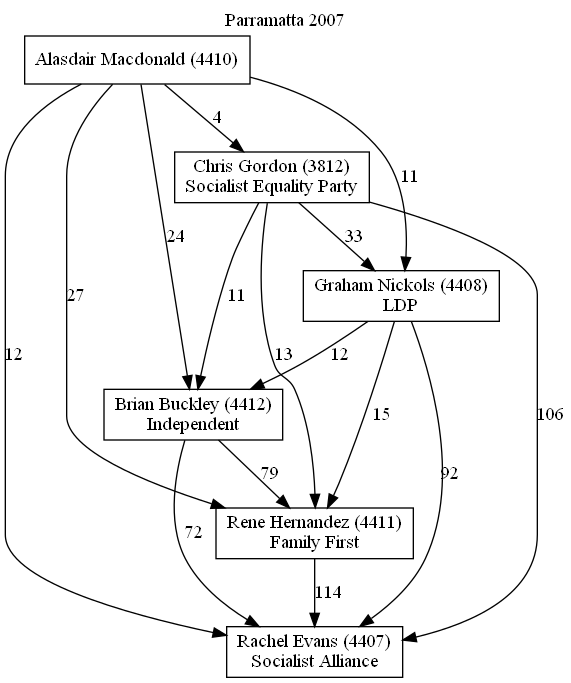 Parramatta 2007
Alasdair Macdonald (4410)
4
Chris Gordon (3812)
Socialist Equality Party
11
33
24
Graham Nickols (4408)
LDP
27
11
12
13
12
Brian Buckley (4412)
Independent
15
106
79
92
Rene Hernandez (4411)
Family First
72
114
Rachel Evans (4407)
Socialist Alliance